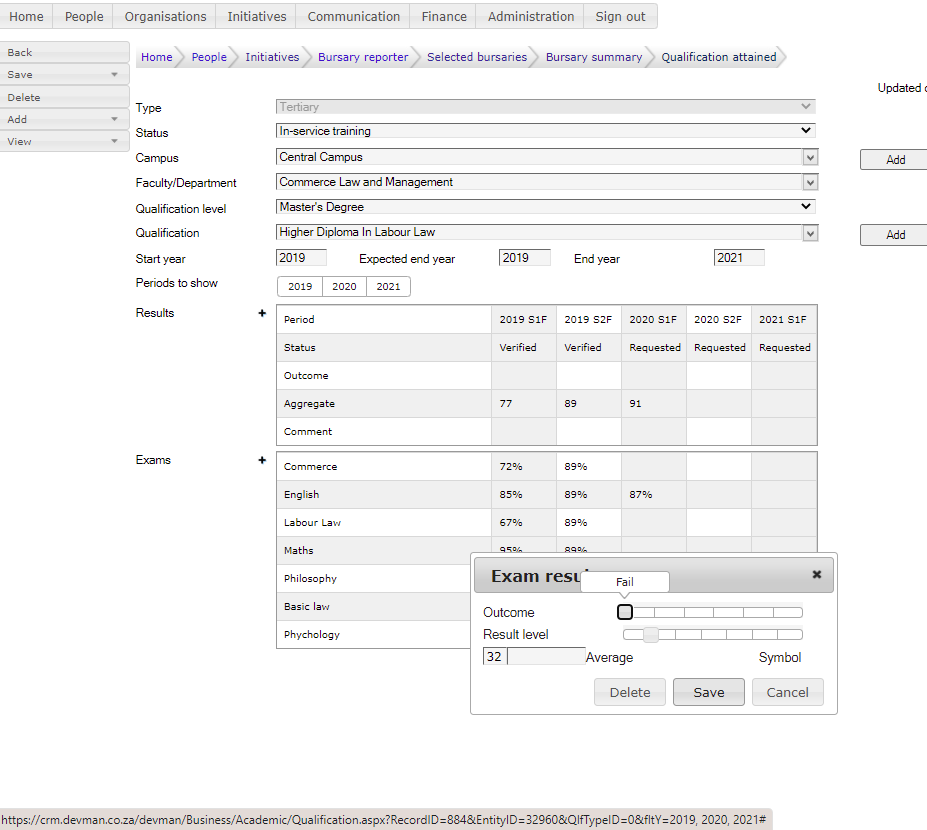 Home People Organisations Initiatives Communication Finance Administration Sign out
Back
Save
Delete
Add
View
Home People Initiatives Bursary reporter Selected bursaries Bursary summary Qualification attained
Updated
Type Tertiary
Status In-service training
Campus Central Campus Add
Faculty/Department Commerce Law and Management
Qualification level Master's Degree
Qualification Higher Diploma In Labour Law Add
Start year 2019 Expected end year 2019 End year 2021
Periods to show 2019 2020 2021
Results + Period 2019 S1F 2019 S2F 2020 S1F 2020 S2F 2021 S1F
Status Verified Verified Requested Requested Requested
Outcome
Aggregate 77 89 91
Comment
Exams + Commerce 72% 89%
English 85% 89% 87%
Labour Law 67% 89%
Maths 95% 89%
Philosophy
Basic law
Phychology
Exam resu
Fail
Outcome
Result level
32 Average Symbol
Delete Save Cancel
https://crm.devman.co.za/devman/Business/Academic/Qualification.aspx?RecordID=884&EntityID=32960&QlfTypeID=0&fltY=2019, 2020, 2021#